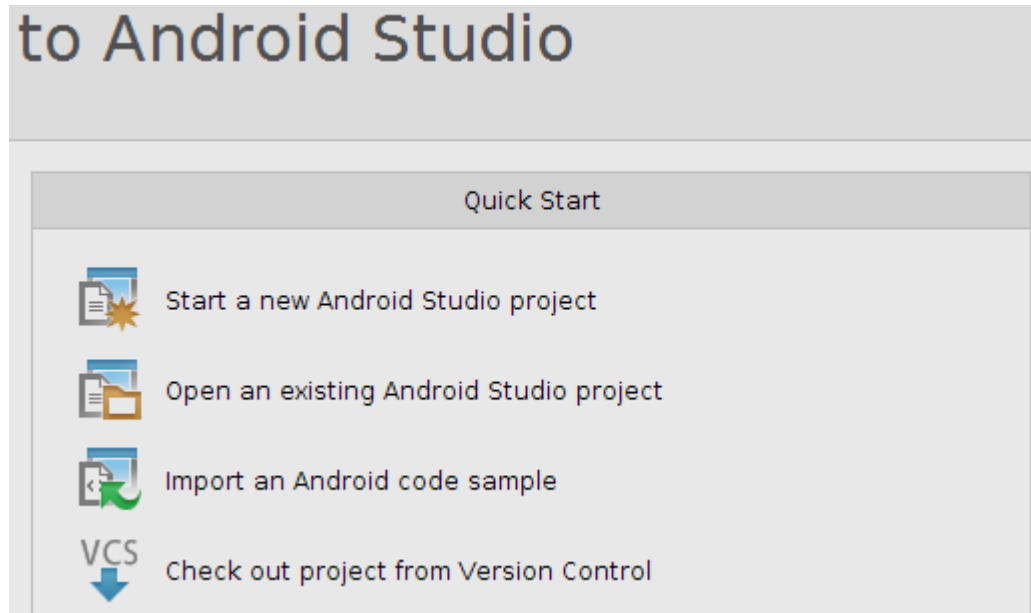 to Android Studio
Quick Start
Start a new Android Studio project
Open an existing Android Studio project
Import an Android code sample
VCS
Check out project from Version Control